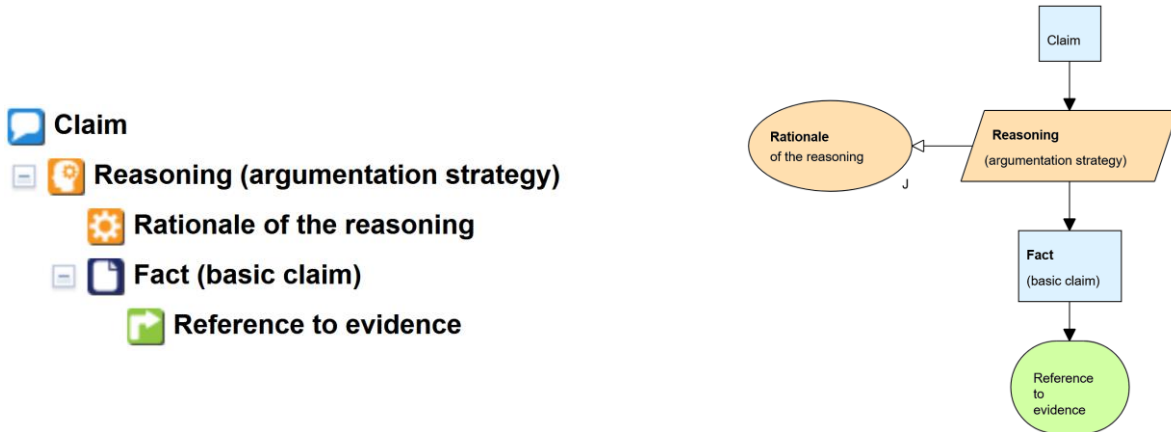 Claim
Reasoning (argumentation strategy)
Rationale of the reasoning
Fact (basic claim)
Reference to evidence
Claim
Rationale
of the reasoning
J
Reasoning
(argumentation strategy)
Fact
(basic claim)
Reference
to
evidence